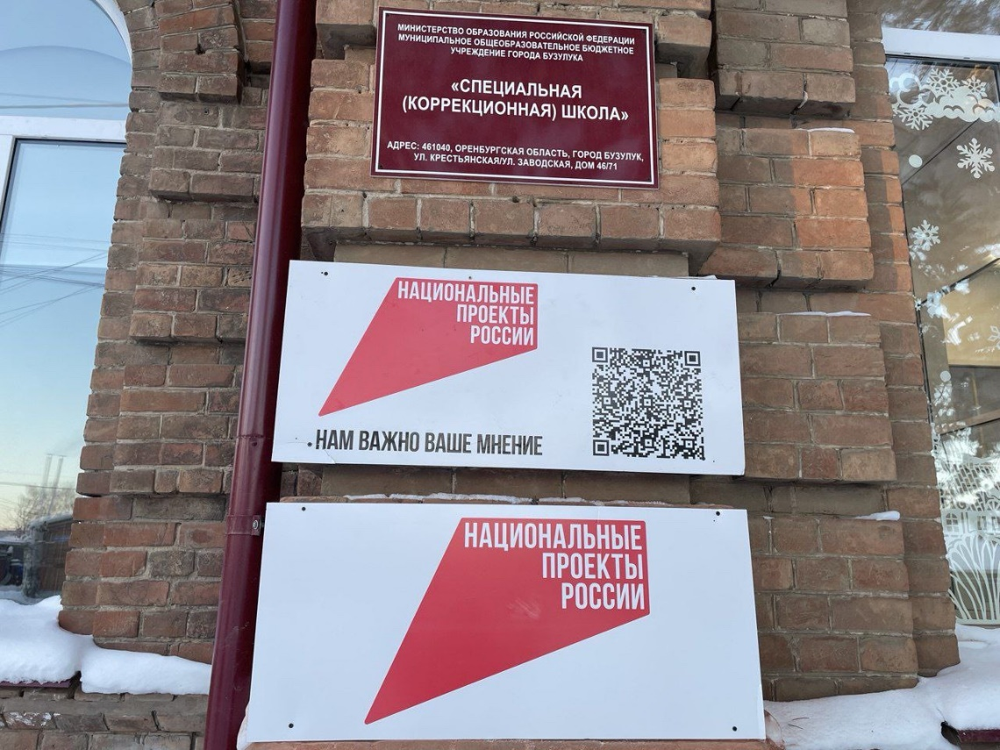 МИНИСТЕРСТВО ОБРАЗОВАНИЯ РОССИЙСКОЙ ФЕДЕРАЦИИ
МУНИЦИПАЛЬНОЕ ОБЩЕОБРАЗОВАТЕЛЬНОЕ БЮДЖЕТНОЕ
УЧРЕЖДЕНИЕ ГОРОДА БУЗУЛУКА
«СПЕЦИАЛЬНАЯ
(КОРРЕКЦИОННАЯ) ШКОЛА»
АДРЕС: 461040, ОРЕНБУРГСКАЯ ОБЛАСТЬ, ГОРОД БУЗУЛУК,
УЛ. КРЕСТЬЯНСКАЯ/УЛ. ЗАВОДСКАЯ, ДОМ 46/71
НАЦИОНАЛЬНЫЕ
ПРОЕКТЫ
РОССИИ
НАМ ВАЖНО ВАШЕ МНЕНИЕ
НАЦИОНАЛЬНЫЕ
ПРОЕКТЫ
РОССИИ